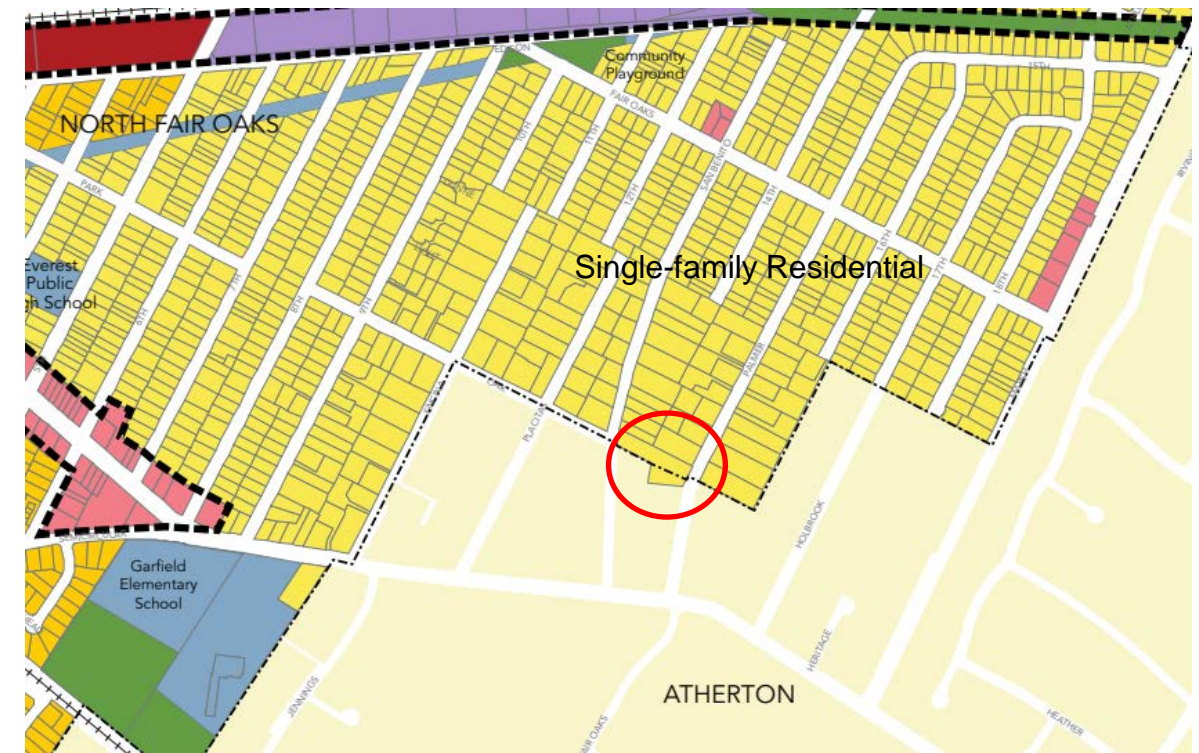 EDISON
Community
Playground
15TH
FAIR OAKS
NORTH FAIR OAKS
10TH
11TH
12TH
SAN BENITO
14TH
PARK
Everest
Public
gh School
Single-family Residential
16TH
17TH
18TH
6TH
7TH
8TH
9TH
PALMER
PLACITAS
SEMICIRCULAR
Garfield
Elementary
School
HOLBROOK
HERITAGE
JENNINGS
ATHERTON
FAIR OAKS
HEATHER